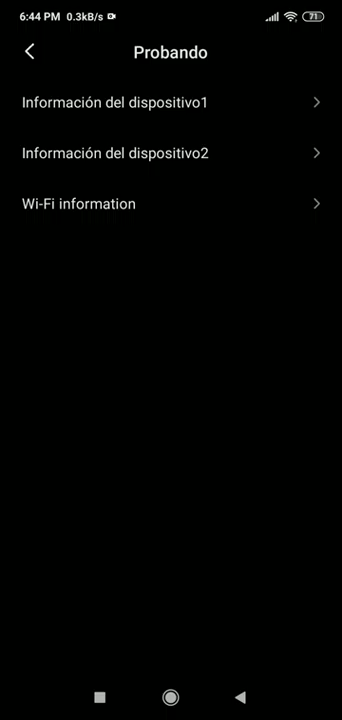 6:44 PM 0.3kB/s 71
Probando
Información del dispositivo1
Información del dispositivo2
Wi-Fi information